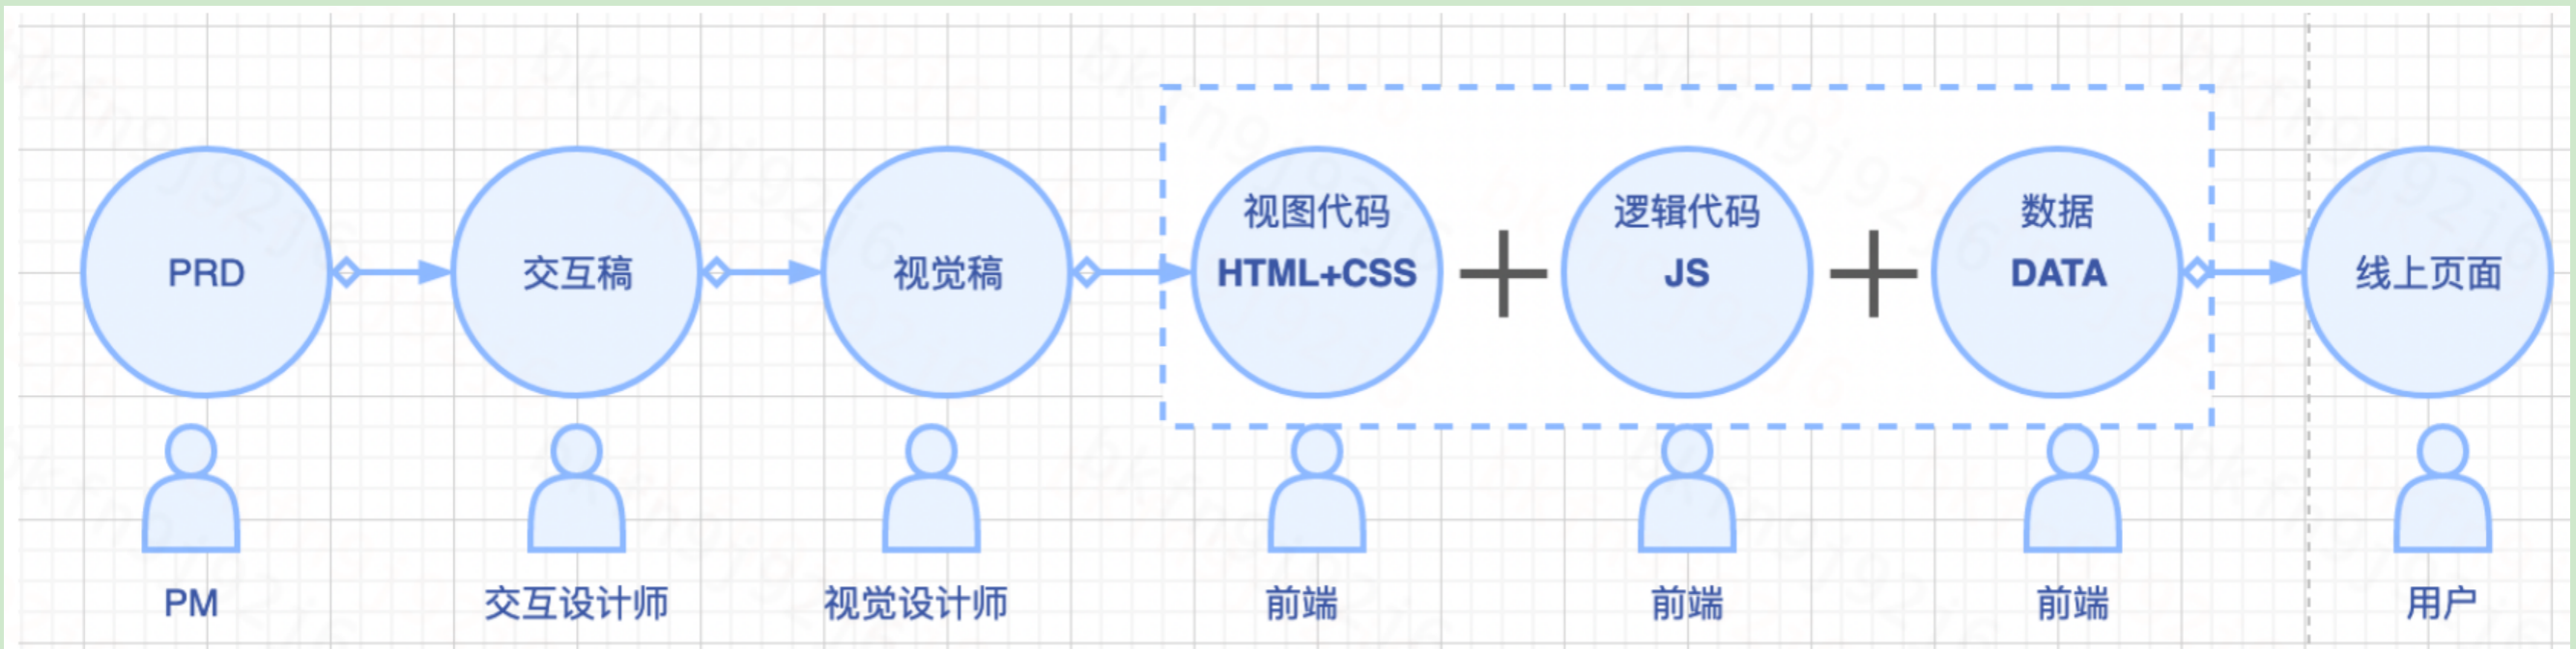 PRD
交互稿
视觉稿
视图代码
HTML+CSS
逻辑代码
JS
数据
DATA
线上页面
PM
交互设计师
视觉设计师
前端
前端
前端
用户